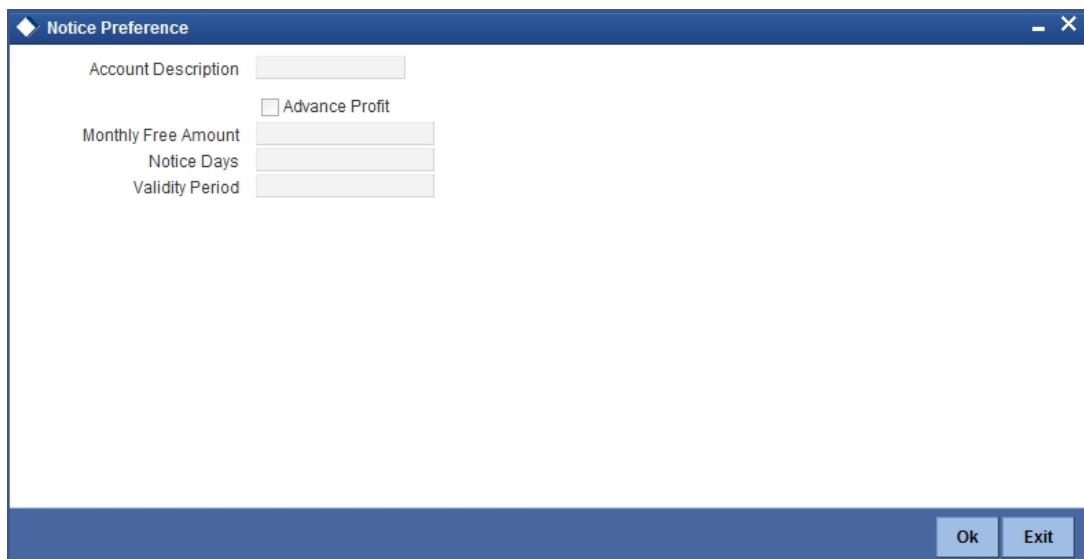 Notice Preference
Account Description
Advance Profit
Monthly Free Amount
Notice Days
Validity Period
Ok Exit